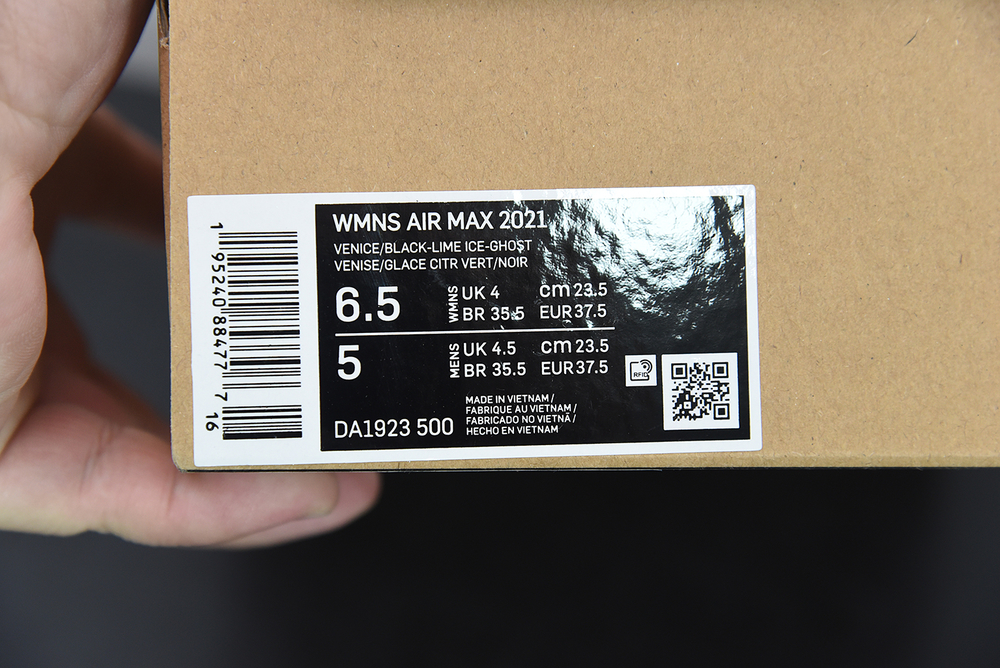 WMNS AIR MAX 2021
VENICE/BLACK-LIME ICE-GHOST
VENISE/GLACE CITR VERT/NOIR
6.5 WMNS UK 4 cm 23.5
BR 35.5 EUR 37.5
5 MENS UK 4.5 cm 23.5
BR 35.5 EUR 37.5
RFID
DA1923 500
MADE IN VIETNAM /
FABRIQUE AU VIETNAM /
FABRICADO NO VIETNÃ /
HECHO EN VIETNAM
1 95240 88477 7 16